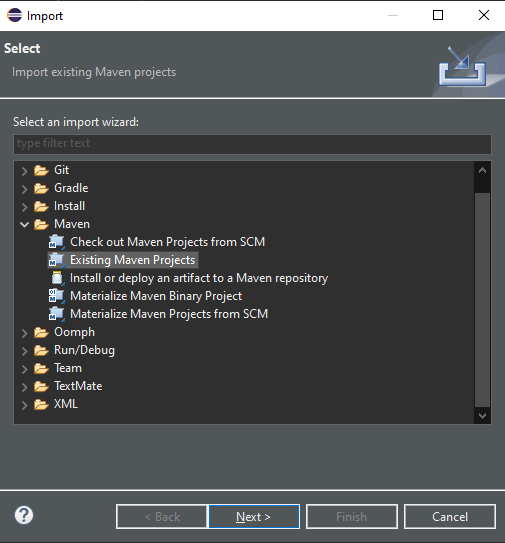 Import
Select
Import existing Maven projects
Select an import wizard:
type filter text
Git
Gradle
Install
Maven
Check out Maven Projects from SCM
Existing Maven Projects
Install or deploy an artifact to a Maven repository
Materialize Maven Binary Project
Materialize Maven Projects from SCM
Oomph
Run/Debug
Team
TextMate
XML
? < Back Next > Finish Cancel